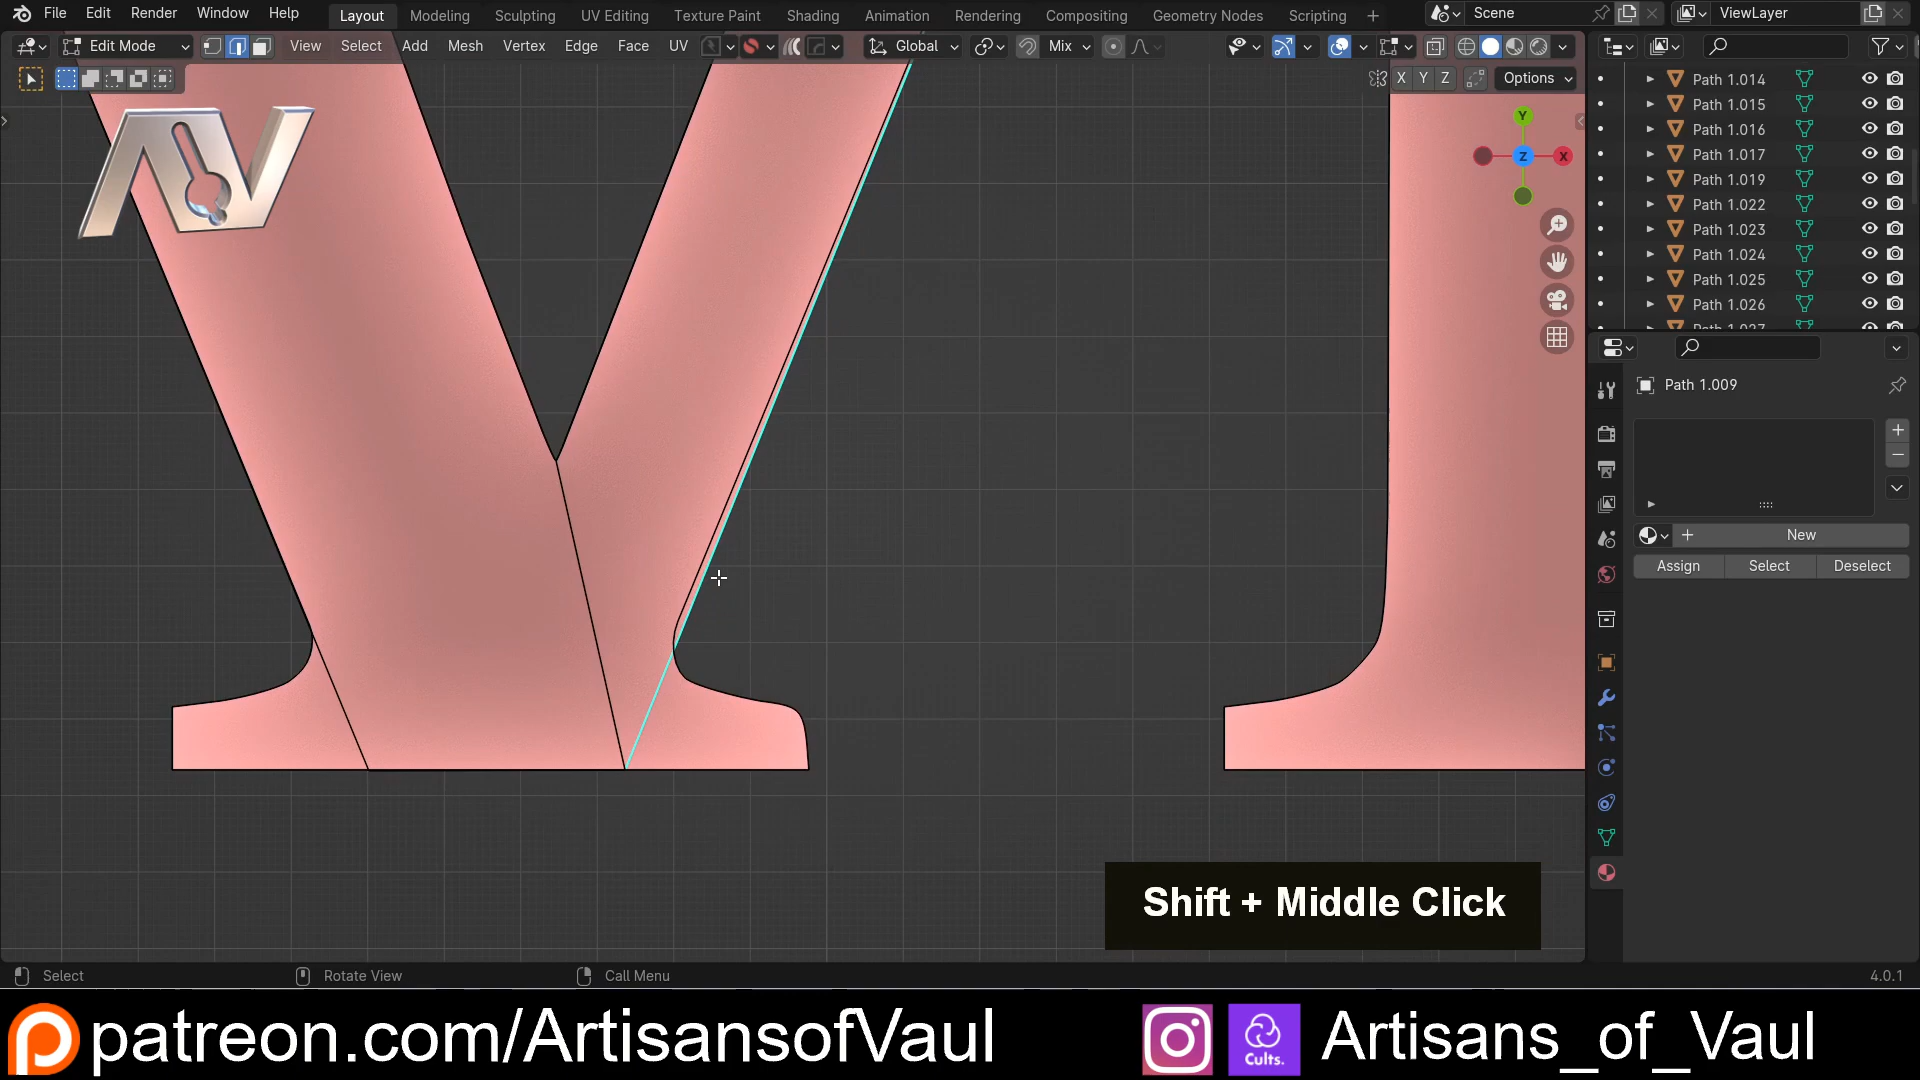 File Edit Render Window Help Layout Modeling Sculpting UV Editing Texture Paint Shading Animation Rendering Compositing Geometry Nodes Scripting + Scene ViewLayer
Edit Mode View Select Add Mesh Vertex Edge Face UV Global Mix
X Y Z Options
Path 1.014
Path 1.015
Path 1.016
Path 1.017
Path 1.019
Path 1.022
Path 1.023
Path 1.024
Path 1.025
Path 1.026
Y
Z X
Path 1.009
New
Assign Select Deselect
Shift + Middle Click
Select Rotate View Call Menu 4.0.1
patreon.com/ArtisansofVaul Cults. Artisans_of_Vaul